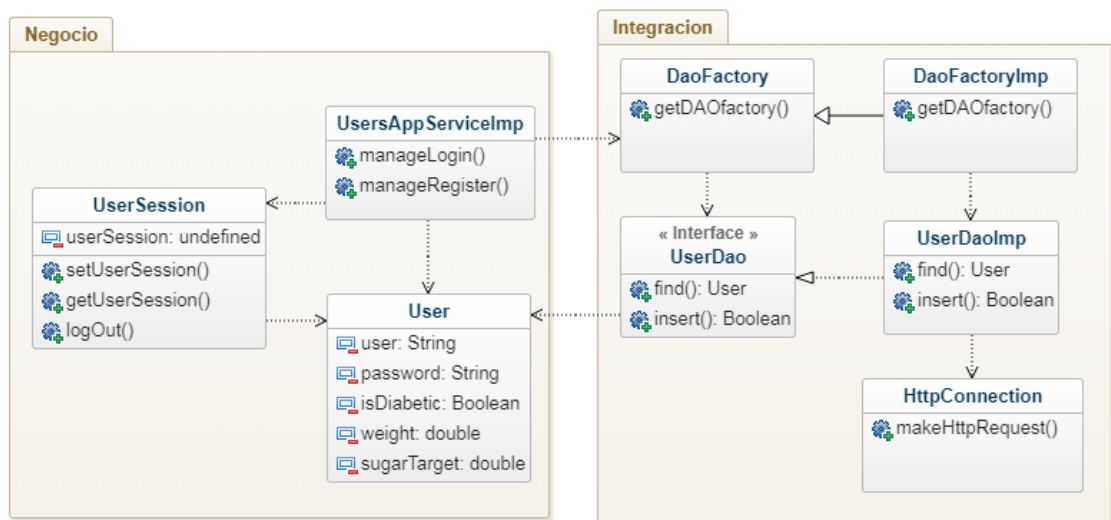 Negocio
UsersAppServiceImp
manageLogin()
manageRegister()
UserSession
userSession: undefined
setUserSession()
getUserSession()
logOut()
User
user: String
password: String
isDiabetic: Boolean
weight: double
sugarTarget: double
Integracion
DaoFactory
getDAOfactory()
DaoFactoryImp
getDAOfactory()
« Interface »
UserDao
find(): User
insert(): Boolean
UserDaoImp
find(): User
insert(): Boolean
HttpConnection
makeHttpRequest()